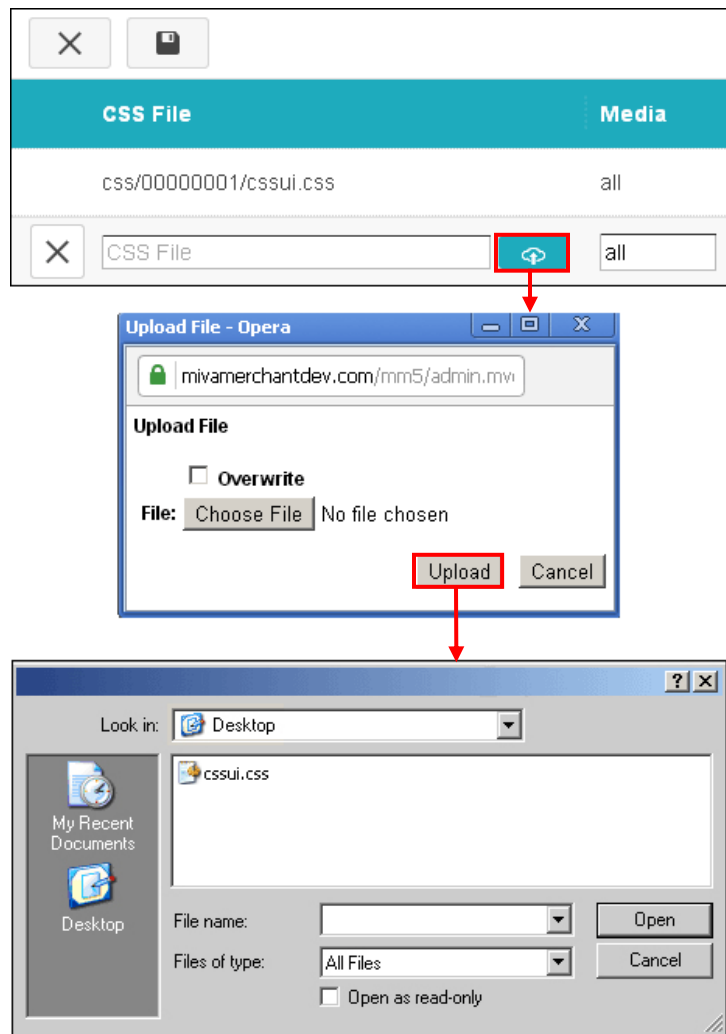 CSS File Media
css/00000001/cssui.css all
CSS File all
Upload File - Opera
mivamerchantdev.com/mm5/admin.mv
Upload File
Overwrite
File: Choose File No file chosen
Upload Cancel
Look in: Desktop
cssui.css
My Recent
Documents
Desktop
File name: Open
Files of type: All Files Cancel
Open as read-only